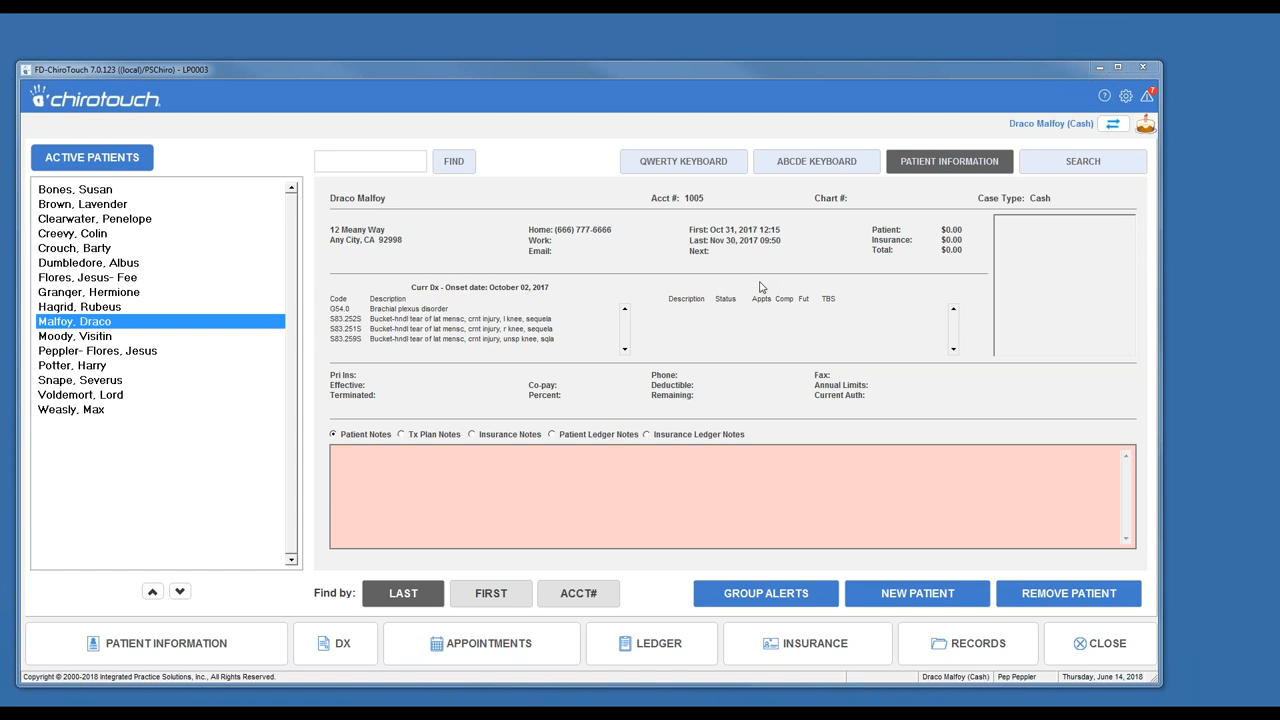 FD-ChiroTouch 7.0.123 ((local)/PSChiro) - LP0003
chirotouch.
7
Draco Malfoy (Cash)
ACTIVE PATIENTS
FIND
QWERTY KEYBOARD
ABCDE KEYBOARD
PATIENT INFORMATION
SEARCH
Bones, Susan
Brown, Lavender
Clearwater, Penelope
Creevy, Colin
Crouch, Barty
Dumbledore, Albus
Flores, Jesus- Fee
Granger, Hermione
Hagrid, Rubeus
Malfoy, Draco
Moody, Visitin
Peppler- Flores, Jesus
Potter, Harry
Snape, Severus
Voldemort, Lord
Weasly, Max
Draco Malfoy Acct #: 1005 Chart #: Case Type: Cash
12 Meany Way Home: (666) 777-6666 First: Oct 31, 2017 12:15 Patient: $0.00
Any City, CA 92998 Work: Last: Nov 30, 2017 09:50 Insurance: $0.00
Email: Next: Total: $0.00
Curr Dx - Onset date: October 02, 2017
Code Description Description Status Appts Comp Fut TBS
G54.0 Brachial plexus disorder
S83.252S Bucket-hndl tear of lat mensc, crnt injury, l knee, sequela
S83.251S Bucket-hndl tear of lat mensc, crnt injury, r knee, sequela
S83.259S Bucket-hndl tear of lat mensc, crnt injury, unsp knee, sqla
Pri Ins: Phone: Fax:
Effective: Co-pay: Deductible: Annual Limits:
Terminated: Percent: Remaining: Current Auth:
Patient Notes Tx Plan Notes Insurance Notes Patient Ledger Notes Insurance Ledger Notes
Find by: LAST FIRST ACCT# GROUP ALERTS NEW PATIENT REMOVE PATIENT
PATIENT INFORMATION DX APPOINTMENTS LEDGER INSURANCE RECORDS CLOSE
Copyright © 2000-2018 Integrated Practice Solutions, Inc., All Rights Reserved. Draco Malfoy (Cash) Pep Peppler Thursday, June 14, 2018